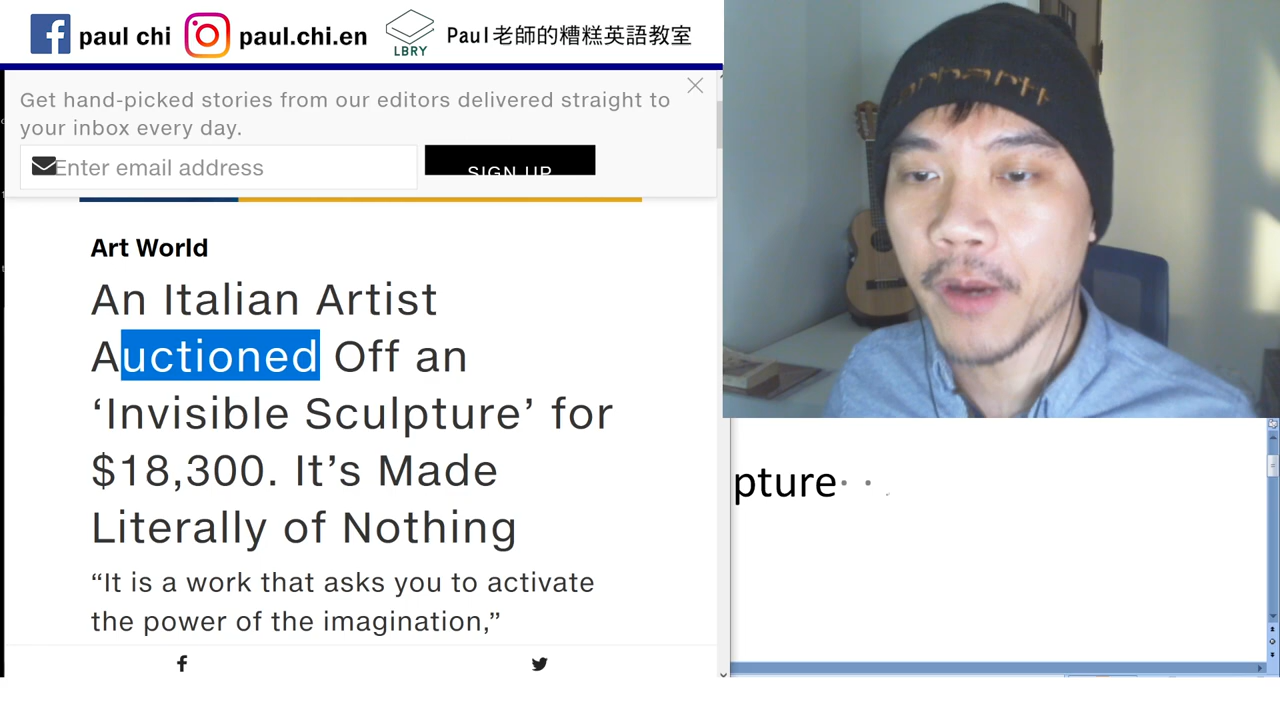 paul chi
paul.chi.en
LBRY
Paul老師的糟糕英語教室
Get hand-picked stories from our editors delivered straight to
your inbox every day.
Enter email address
SIGN UP
Art World
An Italian Artist
Auctioned Off an
‘Invisible Sculpture’ for
$18,300. It’s Made
Literally of Nothing
“It is a work that asks you to activate
the power of the imagination,”
pture